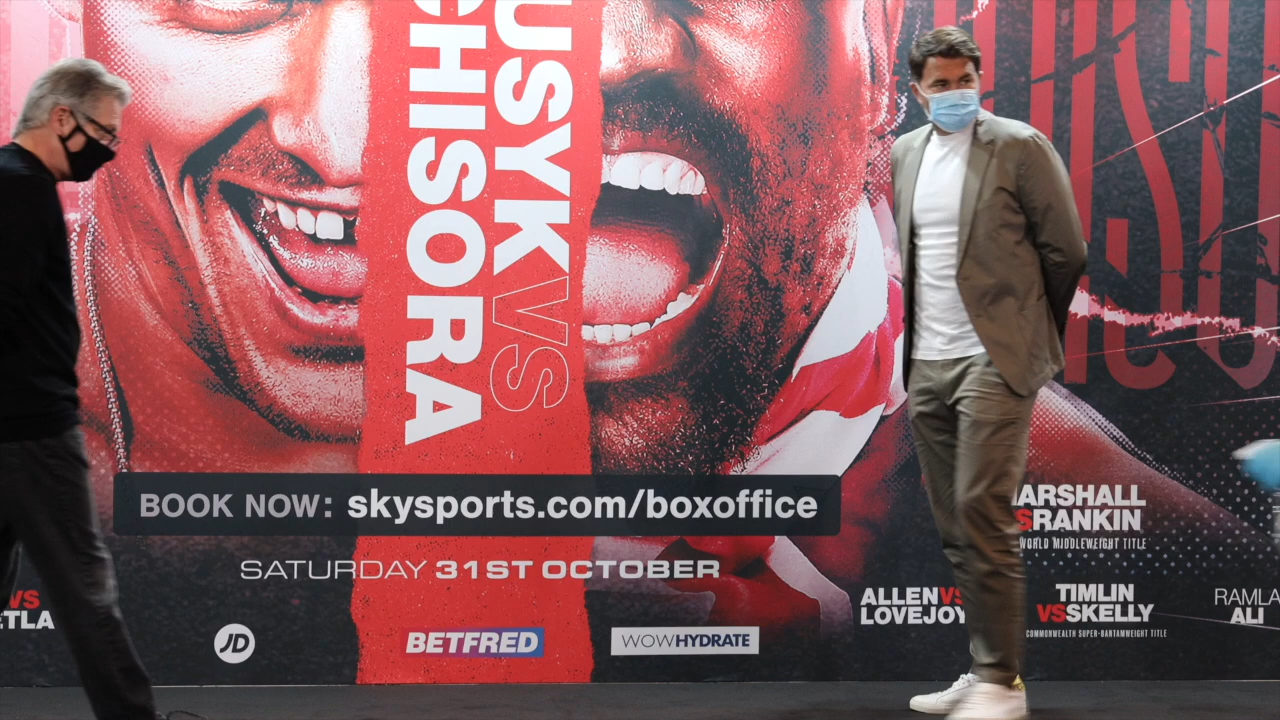 USYK VS
CHISORA
BOOK NOW: skysports.com/boxoffice
SATURDAY 31ST OCTOBER
JD
BETFRED
WOWHYDRATE
VS
ALLEN VS
LOVEJOY
MARSHALL
VS RANKIN
WORLD MIDDLEWEIGHT TITLE
TIMLIN
VS SKELLY
COMMONWEALTH SUPER-BANTAMWEIGHT TITLE
RAMLA
ALI